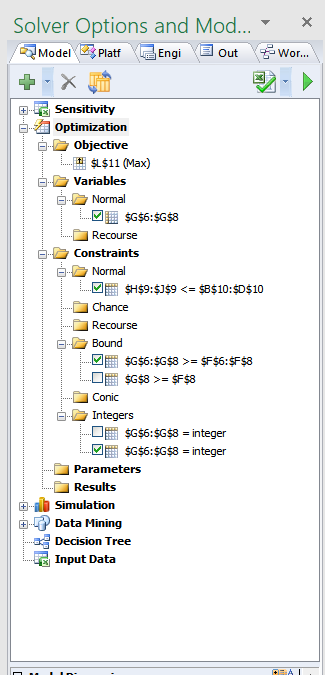 Solver Options and Mod...
Model Platf Engi Out Wor...
Sensitivity
Optimization
Objective
$L$11 (Max)
Variables
Normal
$G$6:$G$8
Recourse
Constraints
Normal
$H$9:$J$9 <= $B$10:$D$10
Chance
Recourse
Bound
$G$6:$G$8 >= $F$6:$F$8
$G$8 >= $F$8
Conic
Integers
$G$6:$G$8 = integer
$G$6:$G$8 = integer
Parameters
Results
Simulation
Data Mining
Decision Tree
Input Data